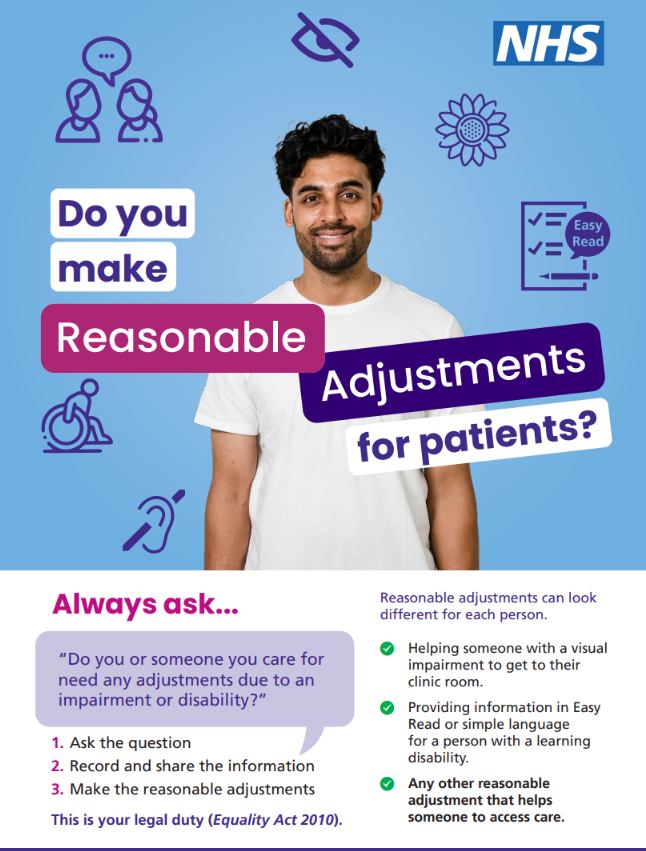 NHS
Easy
Read
Do you
make
Reasonable
Adjustments
for patients?
Always ask...
“Do you or someone you care for
need any adjustments due to an
impairment or disability?”
1. Ask the question
2. Record and share the information
3. Make the reasonable adjustments
This is your legal duty (Equality Act 2010).
Reasonable adjustments can look
different for each person.
Helping someone with a visual
impairment to get to their
clinic room.
Providing information in Easy
Read or simple language
for a person with a learning
disability.
Any other reasonable
adjustment that helps
someone to access care.